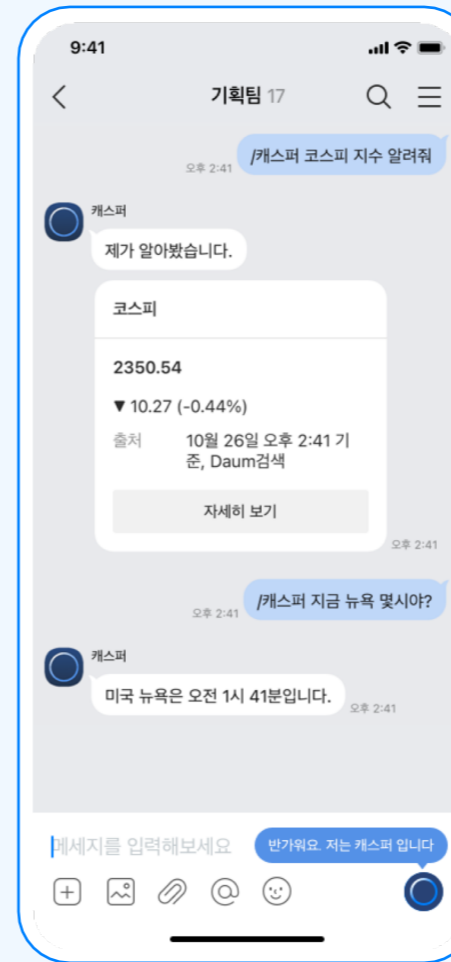 9:41
기획팀 17
/캐스퍼 코스피 지수 알려줘
오후 2:41
캐스퍼
제가 알아봤습니다.
코스피
2350.54
▼ 10.27 (-0.44%)
출처 10월 26일 오후 2:41 기
준, Daum검색
자세히 보기
오후 2:41
/캐스퍼 지금 뉴욕 몇시야?
오후 2:41
캐스퍼
미국 뉴욕은 오전 1시 41분입니다.
오후 2:41
메세지를 입력해보세요
반가워요. 저는 캐스퍼 입니다